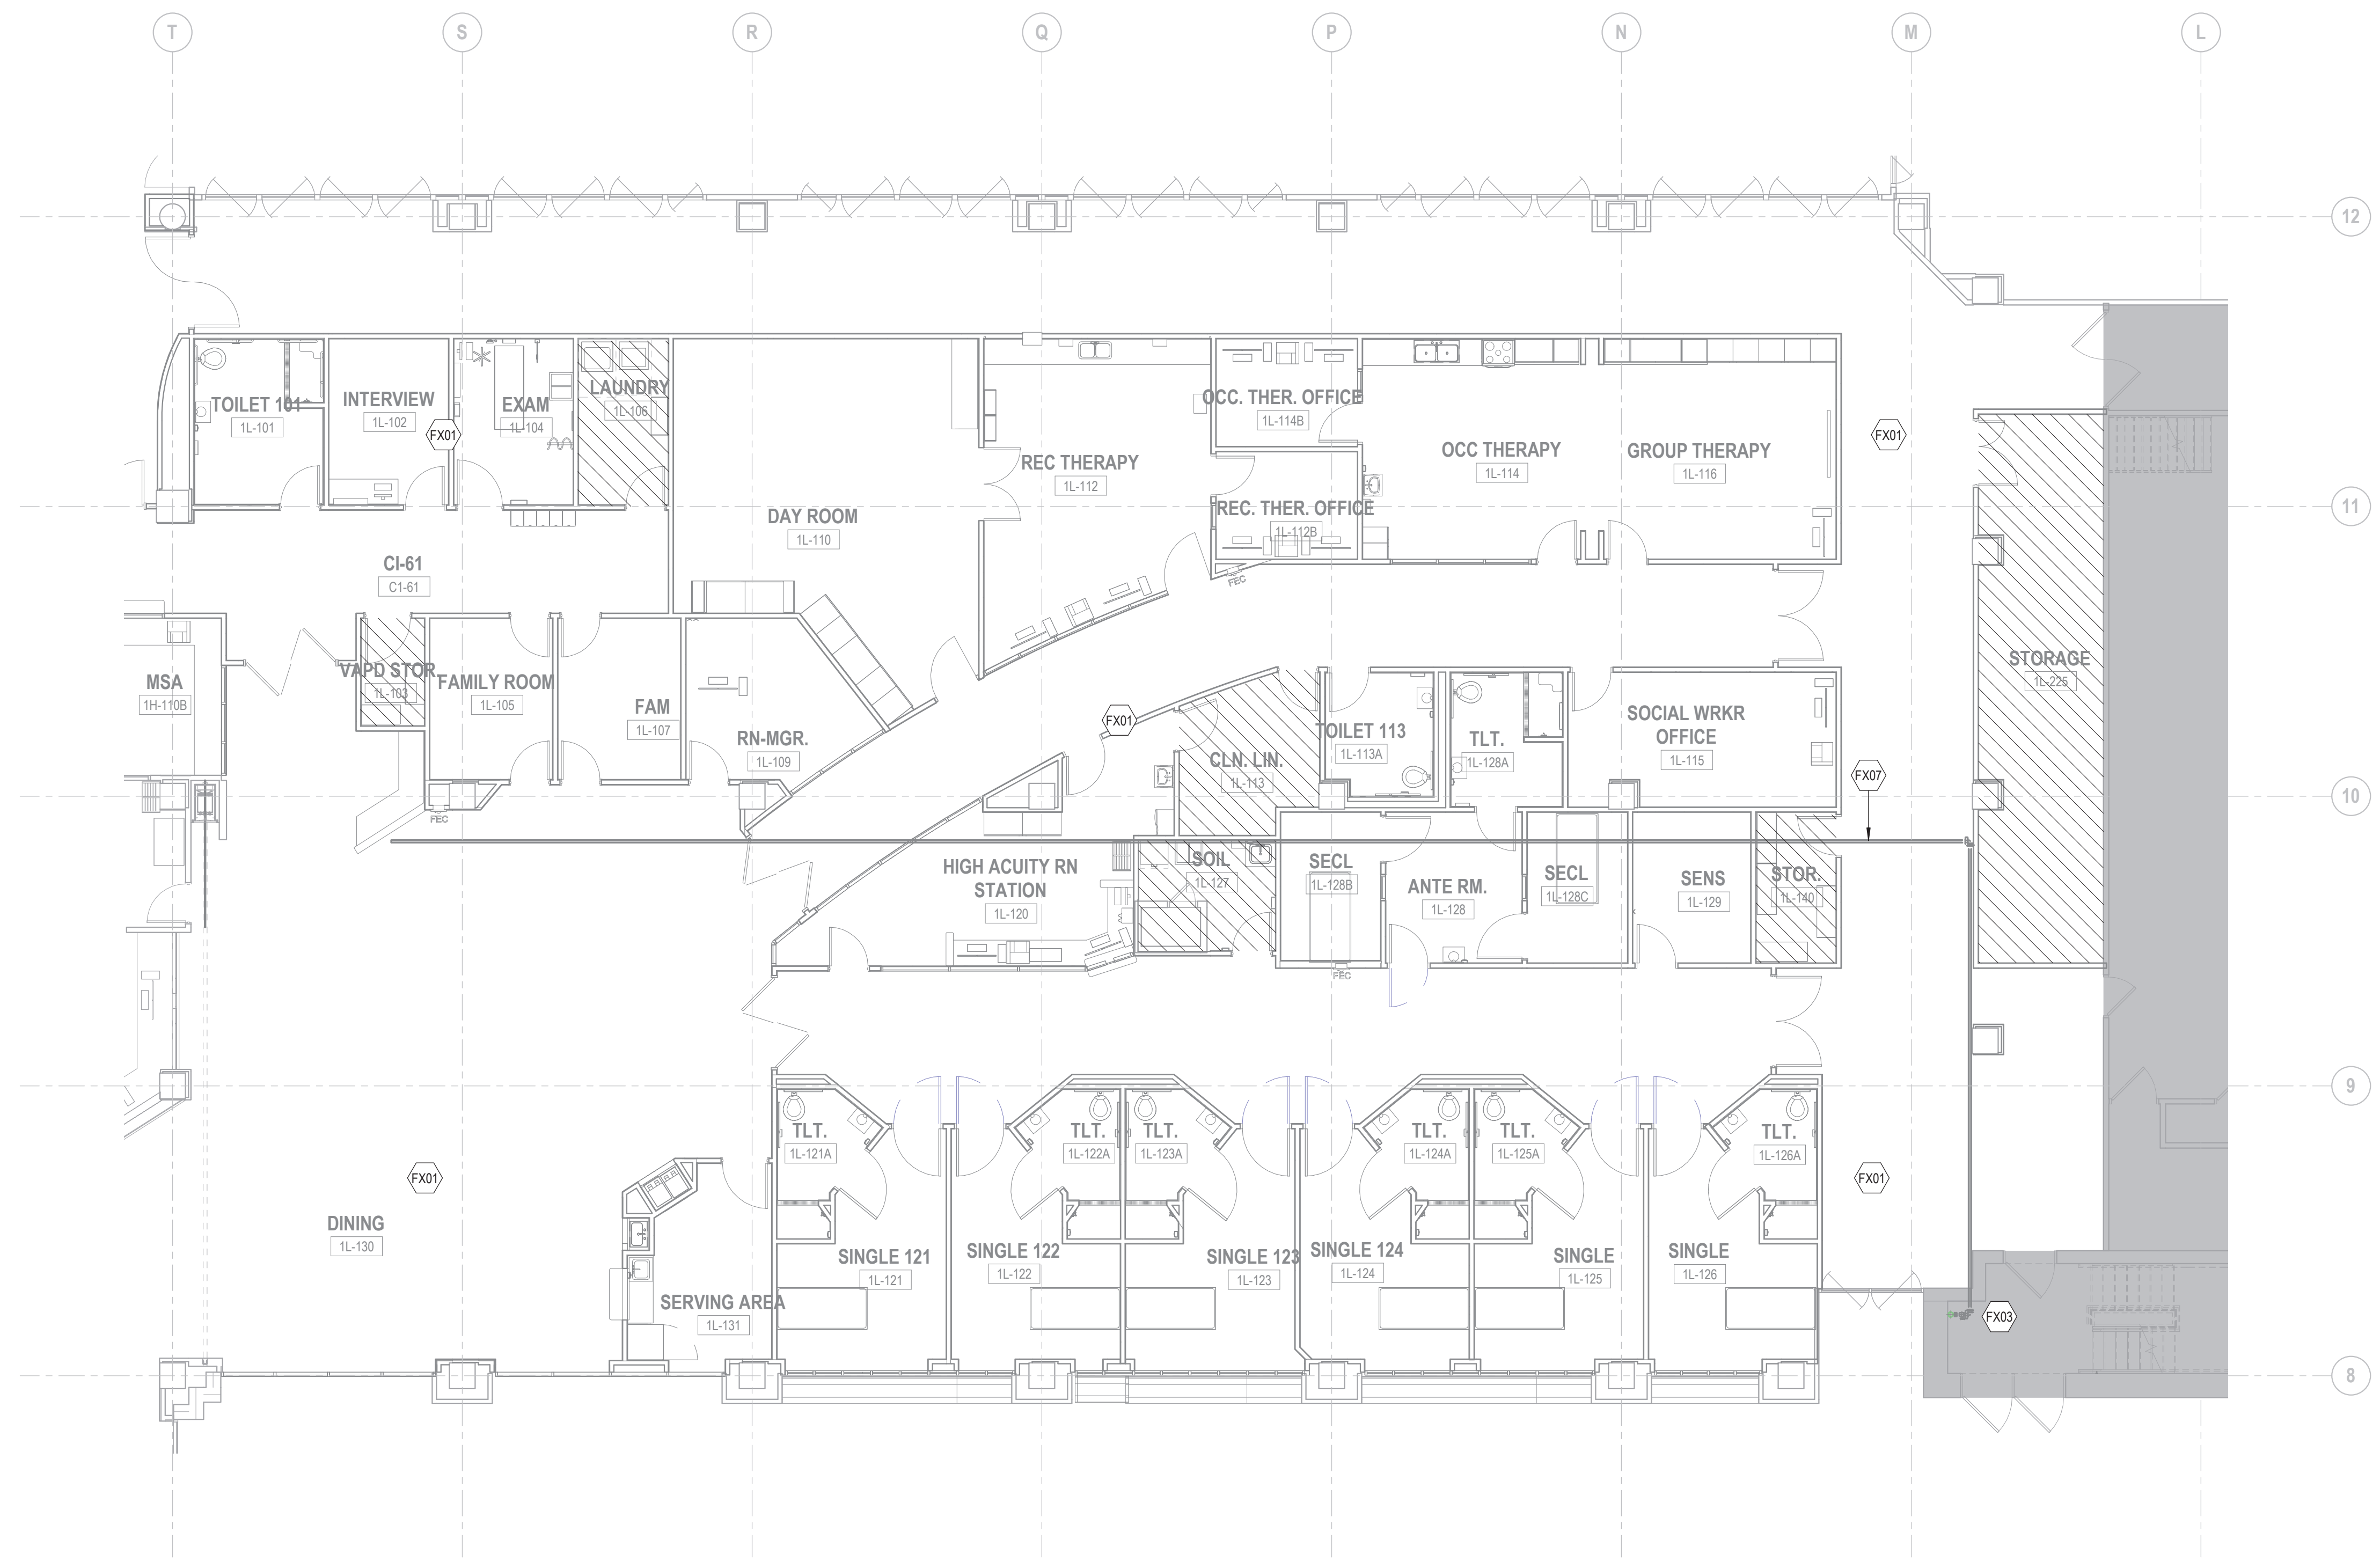 T S R Q P N M L
12
TOILET 101
1L-101
INTERVIEW
1L-102
FX01
EXAM
1L-104
LAUNDRY
1L-106
OCC. THER. OFFICE
1L-114B
FX01
REC THERAPY
1L-112
OCC THERAPY
1L-114
GROUP THERAPY
1L-116
DAY ROOM
1L-110
REC. THER. OFFICE
1L-112B
11
FEC
CI-61
C1-61
MSA
1H-110B
VAPD STOR.
1L-103
FAMILY ROOM
1L-105
FAM
1L-107
RN-MGR.
1L-109
FX01
CLN. LIN.
1L-113
TOILET 113
1L-113A
TLT.
1L-128A
SOCIAL WRKR
OFFICE
1L-115
STORAGE
1L-225
FX07
10
FEC
HIGH ACUITY RN
STATION
1L-120
SOIL
1L-127
SECL
1L-128B
ANTE RM.
1L-128
SECL
1L-128C
SENS
1L-129
STOR.
1L-140
FEC
9
TLT.
1L-121A
TLT.
1L-122A
TLT.
1L-123A
TLT.
1L-124A
TLT.
1L-125A
TLT.
1L-126A
FX01
FX01
DINING
1L-130
SINGLE 121
1L-121
SINGLE 122
1L-122
SINGLE 123
1L-123
SINGLE 124
1L-124
SINGLE
1L-125
SINGLE
1L-126
SERVING AREA
1L-131
FX03
8